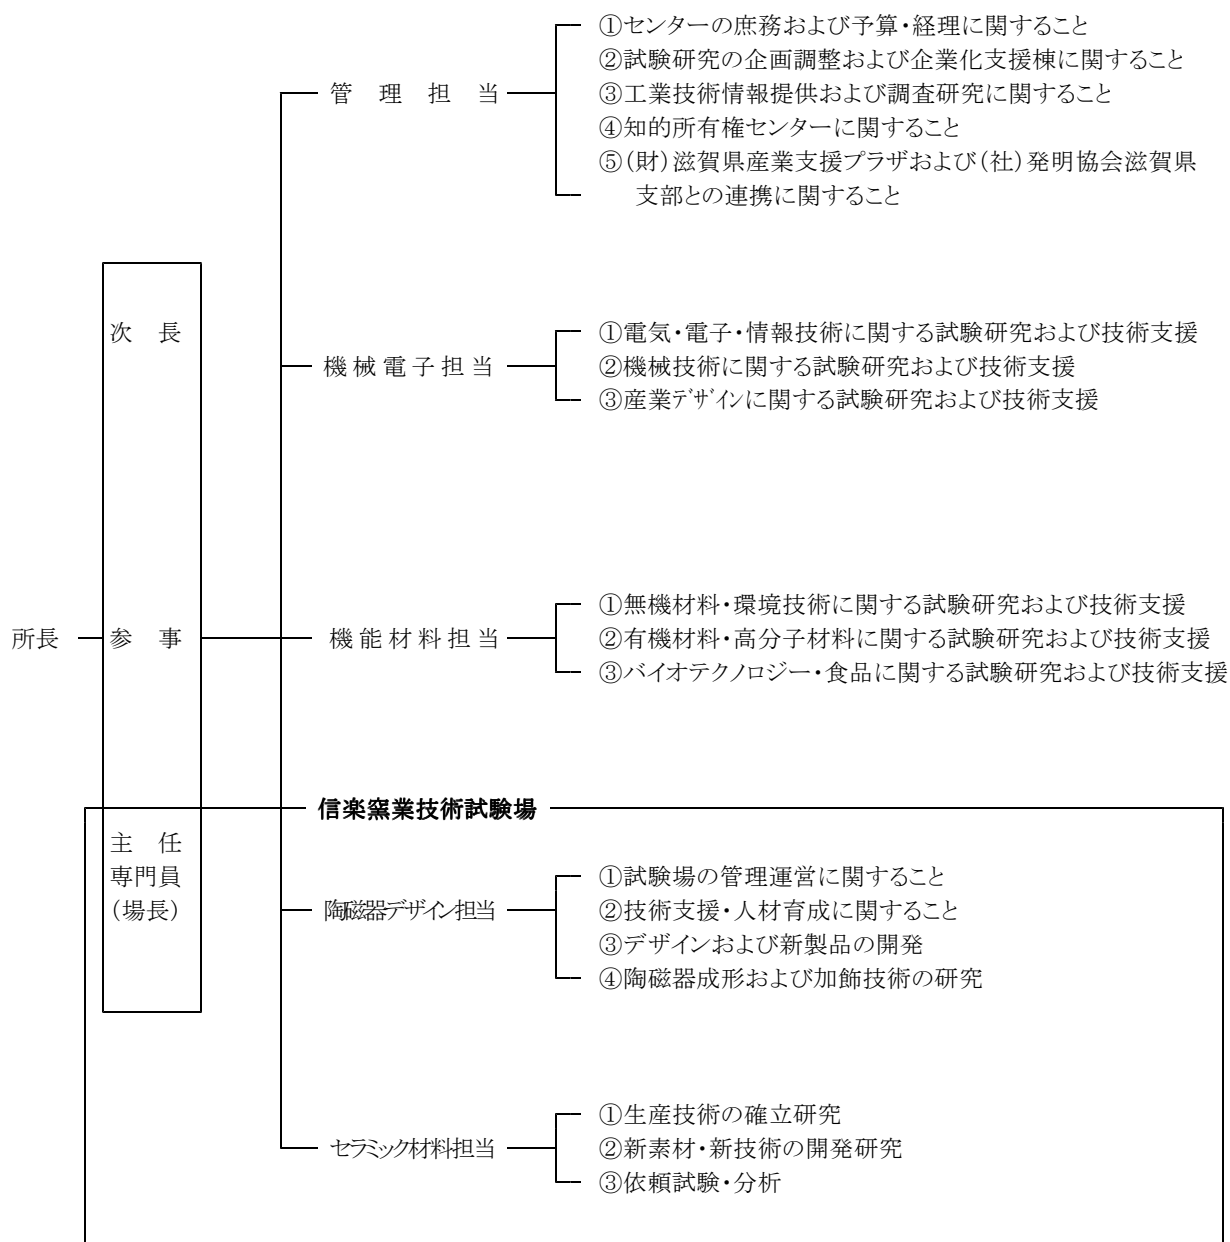 管理担当
①センターの庶務および予算・経理に関すること
②試験研究の企画調整および企業化支援棟に関すること
③工業技術情報提供および調査研究に関すること
④知的所有権センターに関すること
⑤(財)滋賀県産業支援プラザおよび(社)発明協会滋賀県
支部との連携に関すること
次 長
機械電子担当
①電気・電子・情報技術に関する試験研究および技術支援
②機械技術に関する試験研究および技術支援
③産業ﾃﾞｻﾞｲﾝに関する試験研究および技術支援
所長
参 事
機能材料担当
①無機材料・環境技術に関する試験研究および技術支援
②有機材料・高分子材料に関する試験研究および技術支援
③バイオテクノロジー・食品に関する試験研究および技術支援
信楽窯業技術試験場
主 任
専門員
(場長)
陶磁器デザイン担当
①試験場の管理運営に関すること
②技術支援・人材育成に関すること
③デザインおよび新製品の開発
④陶磁器成形および加飾技術の研究
セラミック材料担当
①生産技術の確立研究
②新素材・新技術の開発研究
③依頼試験・分析